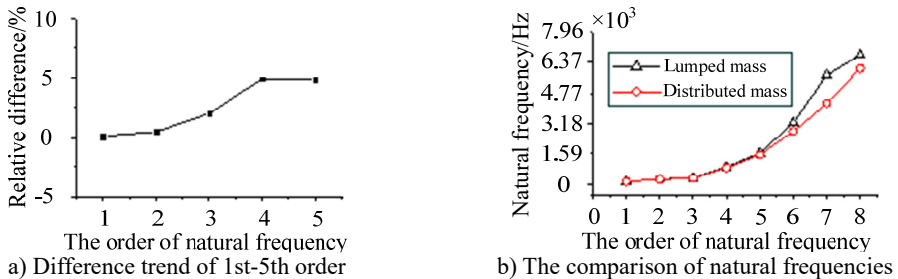 10
5
0
-5
Relative difference/%
1 2 3 4 5
The order of natural frequency
a) Difference trend of 1st-5th order
×10³
7.96
6.37
4.77
3.18
1.59
0
Natural frequency/Hz
Lumped mass
Distributed mass
0 1 2 3 4 5 6 7 8
The order of natural frequency
b) The comparison of natural frequencies